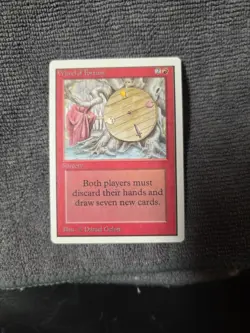 Wheel of Fortune
Sorcery
Both players must
discard their hands and
draw seven new cards.
Illus. Daniel Gelon